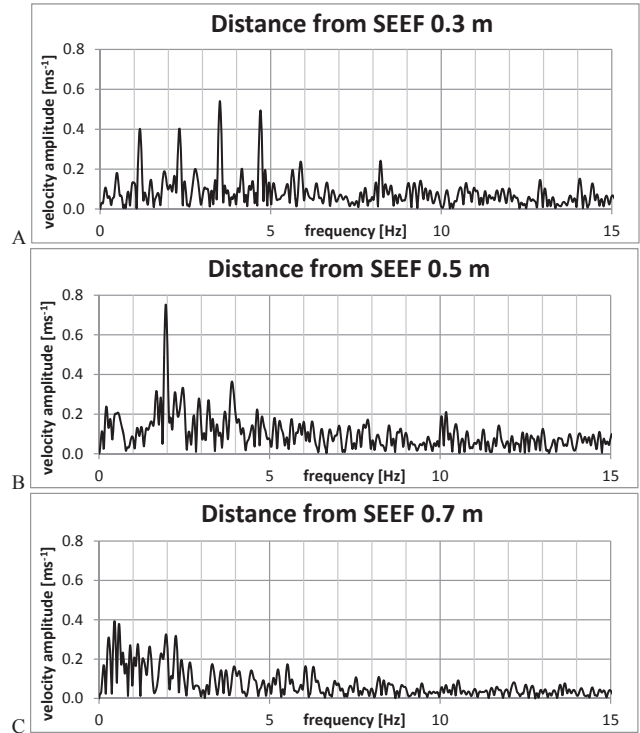 Distance from SEEF 0.3 m
velocity amplitude [ms⁻¹]
0.8
0.6
0.4
0.2
0.0
0 5 10 15
frequency [Hz]
A
Distance from SEEF 0.5 m
velocity amplitude [ms⁻¹]
0.8
0.6
0.4
0.2
0.0
0 5 10 15
frequency [Hz]
B
Distance from SEEF 0.7 m
velocity amplitude [ms⁻¹]
0.8
0.6
0.4
0.2
0.0
0 5 10 15
frequency [Hz]
C